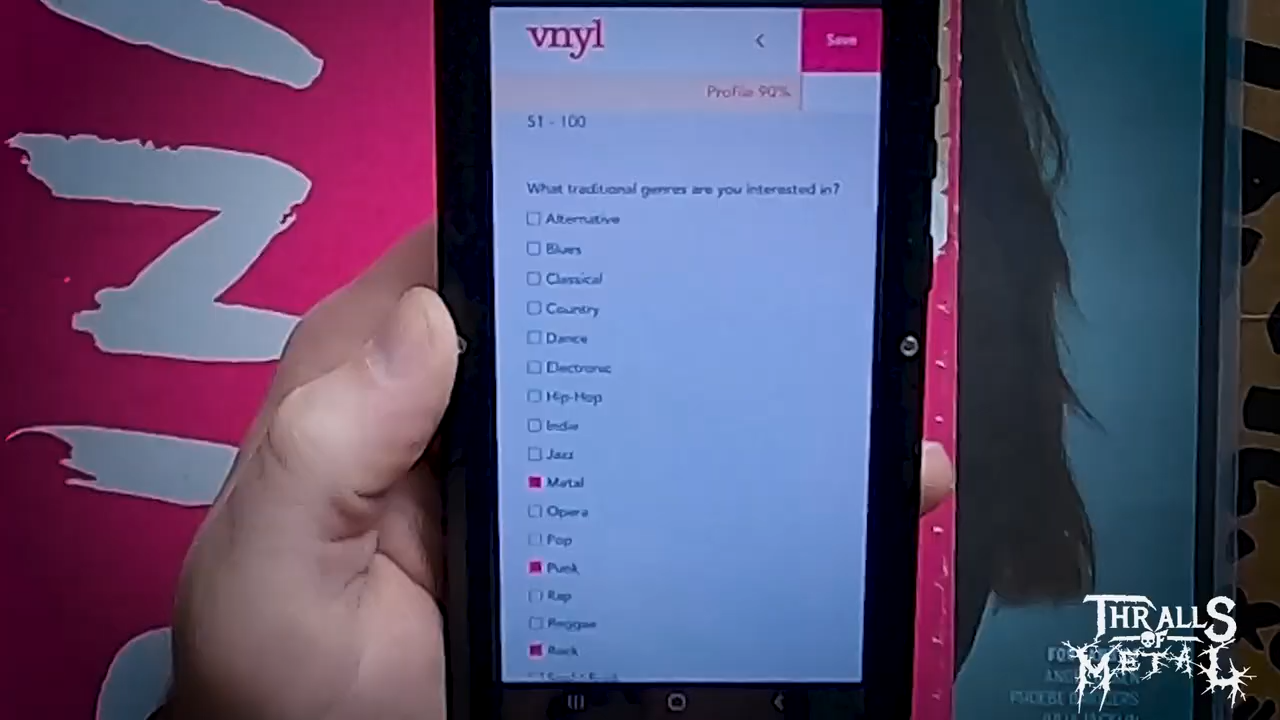 vnyl
Save
Profile 90%
51 - 100
What traditional genres are you interested in?
Alternative
Blues
Classical
Country
Dance
Electronic
Hip-Hop
Indie
Jazz
Metal
Opera
Pop
Punk
Rap
Reggae
Rock
THRALLS
OF
METAL